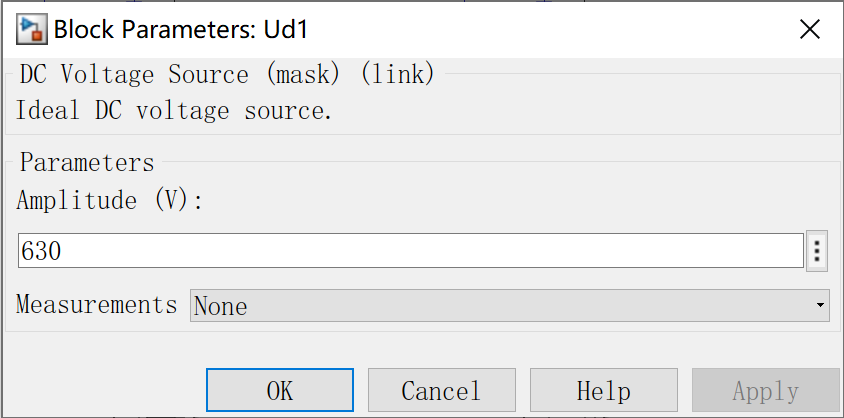 Block Parameters: Ud1
DC Voltage Source (mask) (link)
Ideal DC voltage source.
Parameters
Amplitude (V):
630
Measurements None
OK Cancel Help Apply